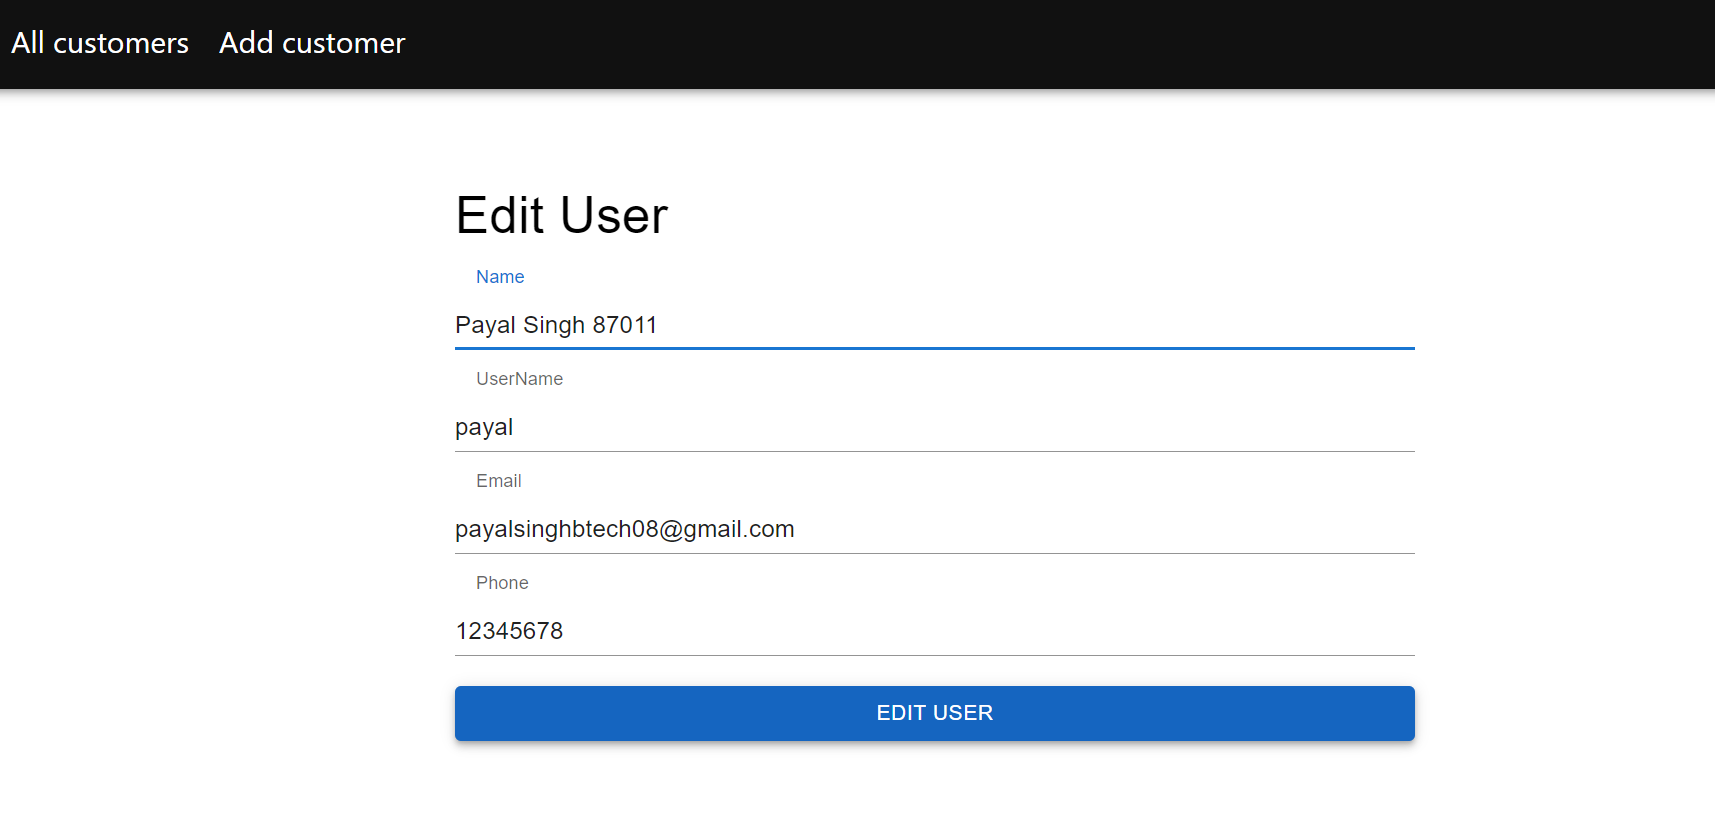 All customers Add customer
Edit User
Name
Payal Singh 87011
UserName
payal
Email
payalsinghbtech08@gmail.com
Phone
12345678
EDIT USER